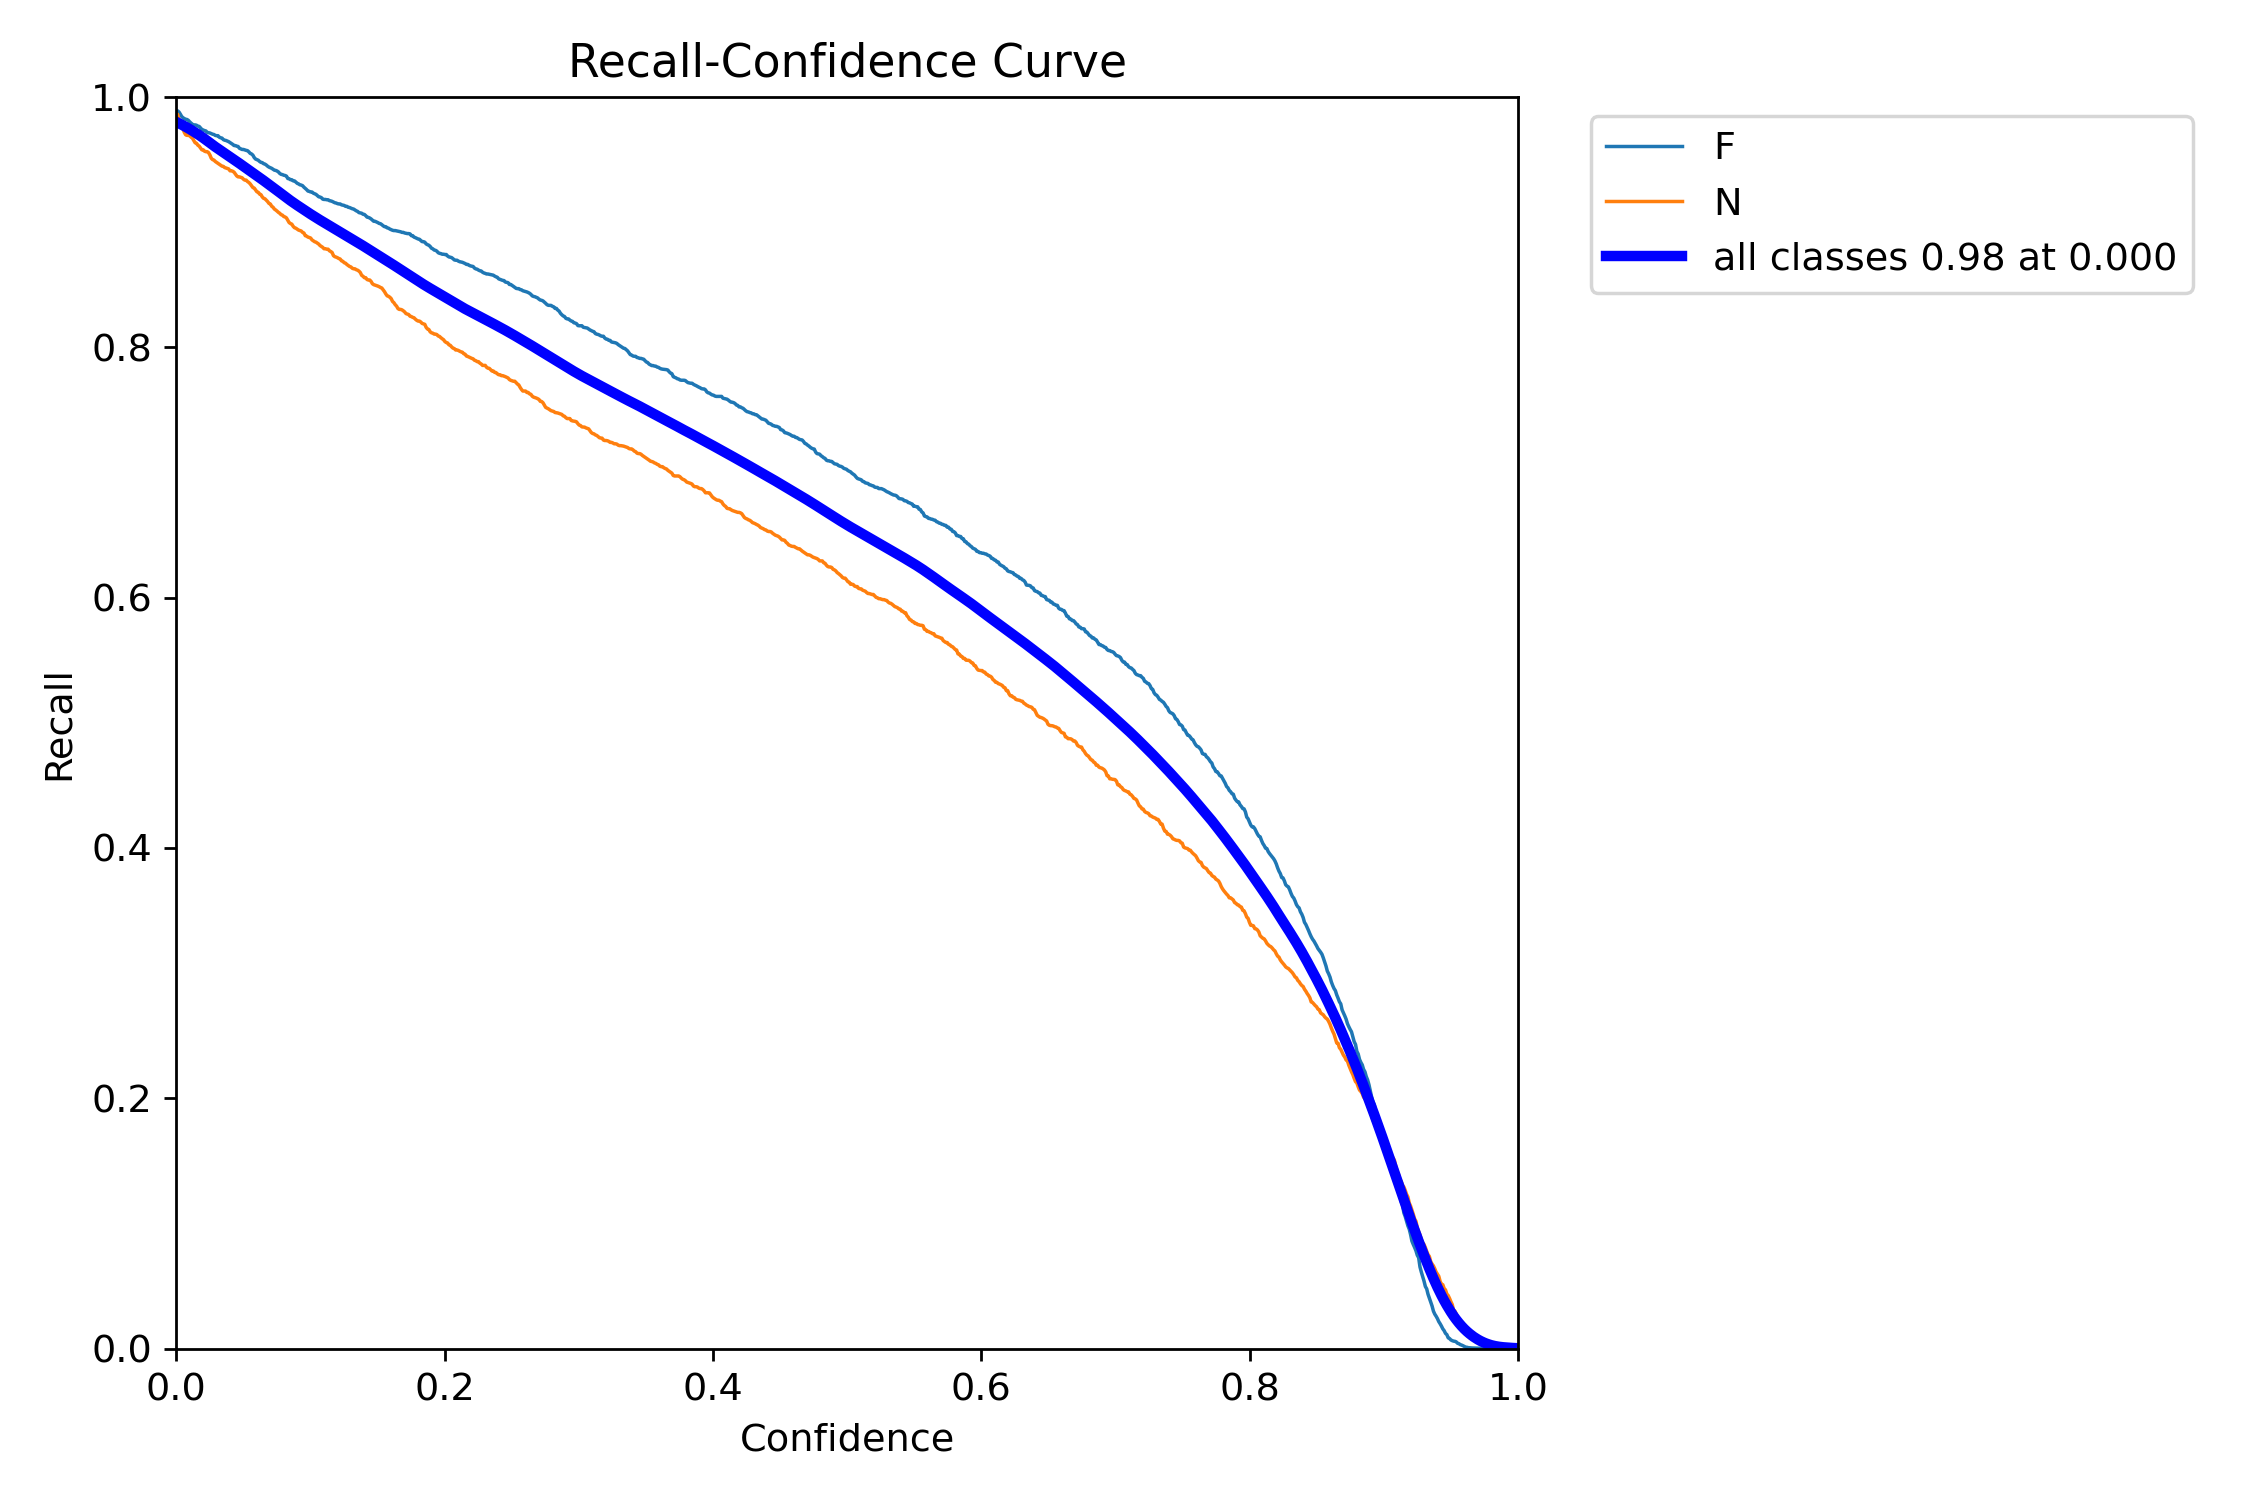 Recall-Confidence Curve
1.0
0.8
0.6
0.4
0.2
0.0
Recall
0.0 0.2 0.4 0.6 0.8 1.0
Confidence
F
N
all classes 0.98 at 0.000